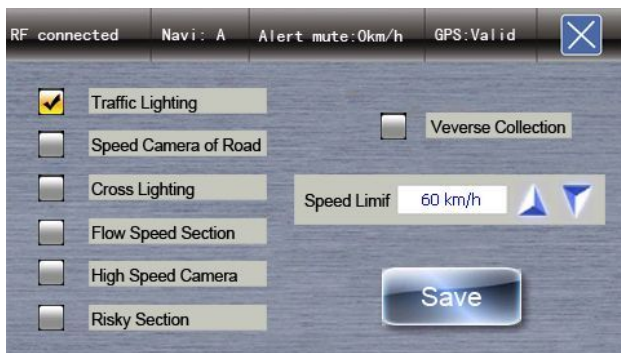 RF connected Navi: A Alert mute:0km/h GPS:Valid
Traffic Lighting
Speed Camera of Road
Cross Lighting
Flow Speed Section
High Speed Camera
Risky Section
Veverse Collection
Speed Limif 60 km/h
Save